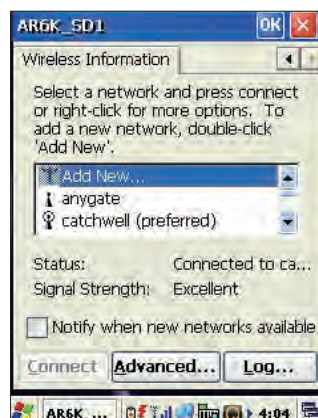 AR6K_SD1 OK
Wireless Information
Select a network and press connect
or right-click for more options. To
add a new network, double-click
'Add New'.
Add New...
anygate
catchwell (preferred)
Status: Connected to ca...
Signal Strength: Excellent
Notify when new networks available
Connect Advanced... Log...
AR6K ... 4:04